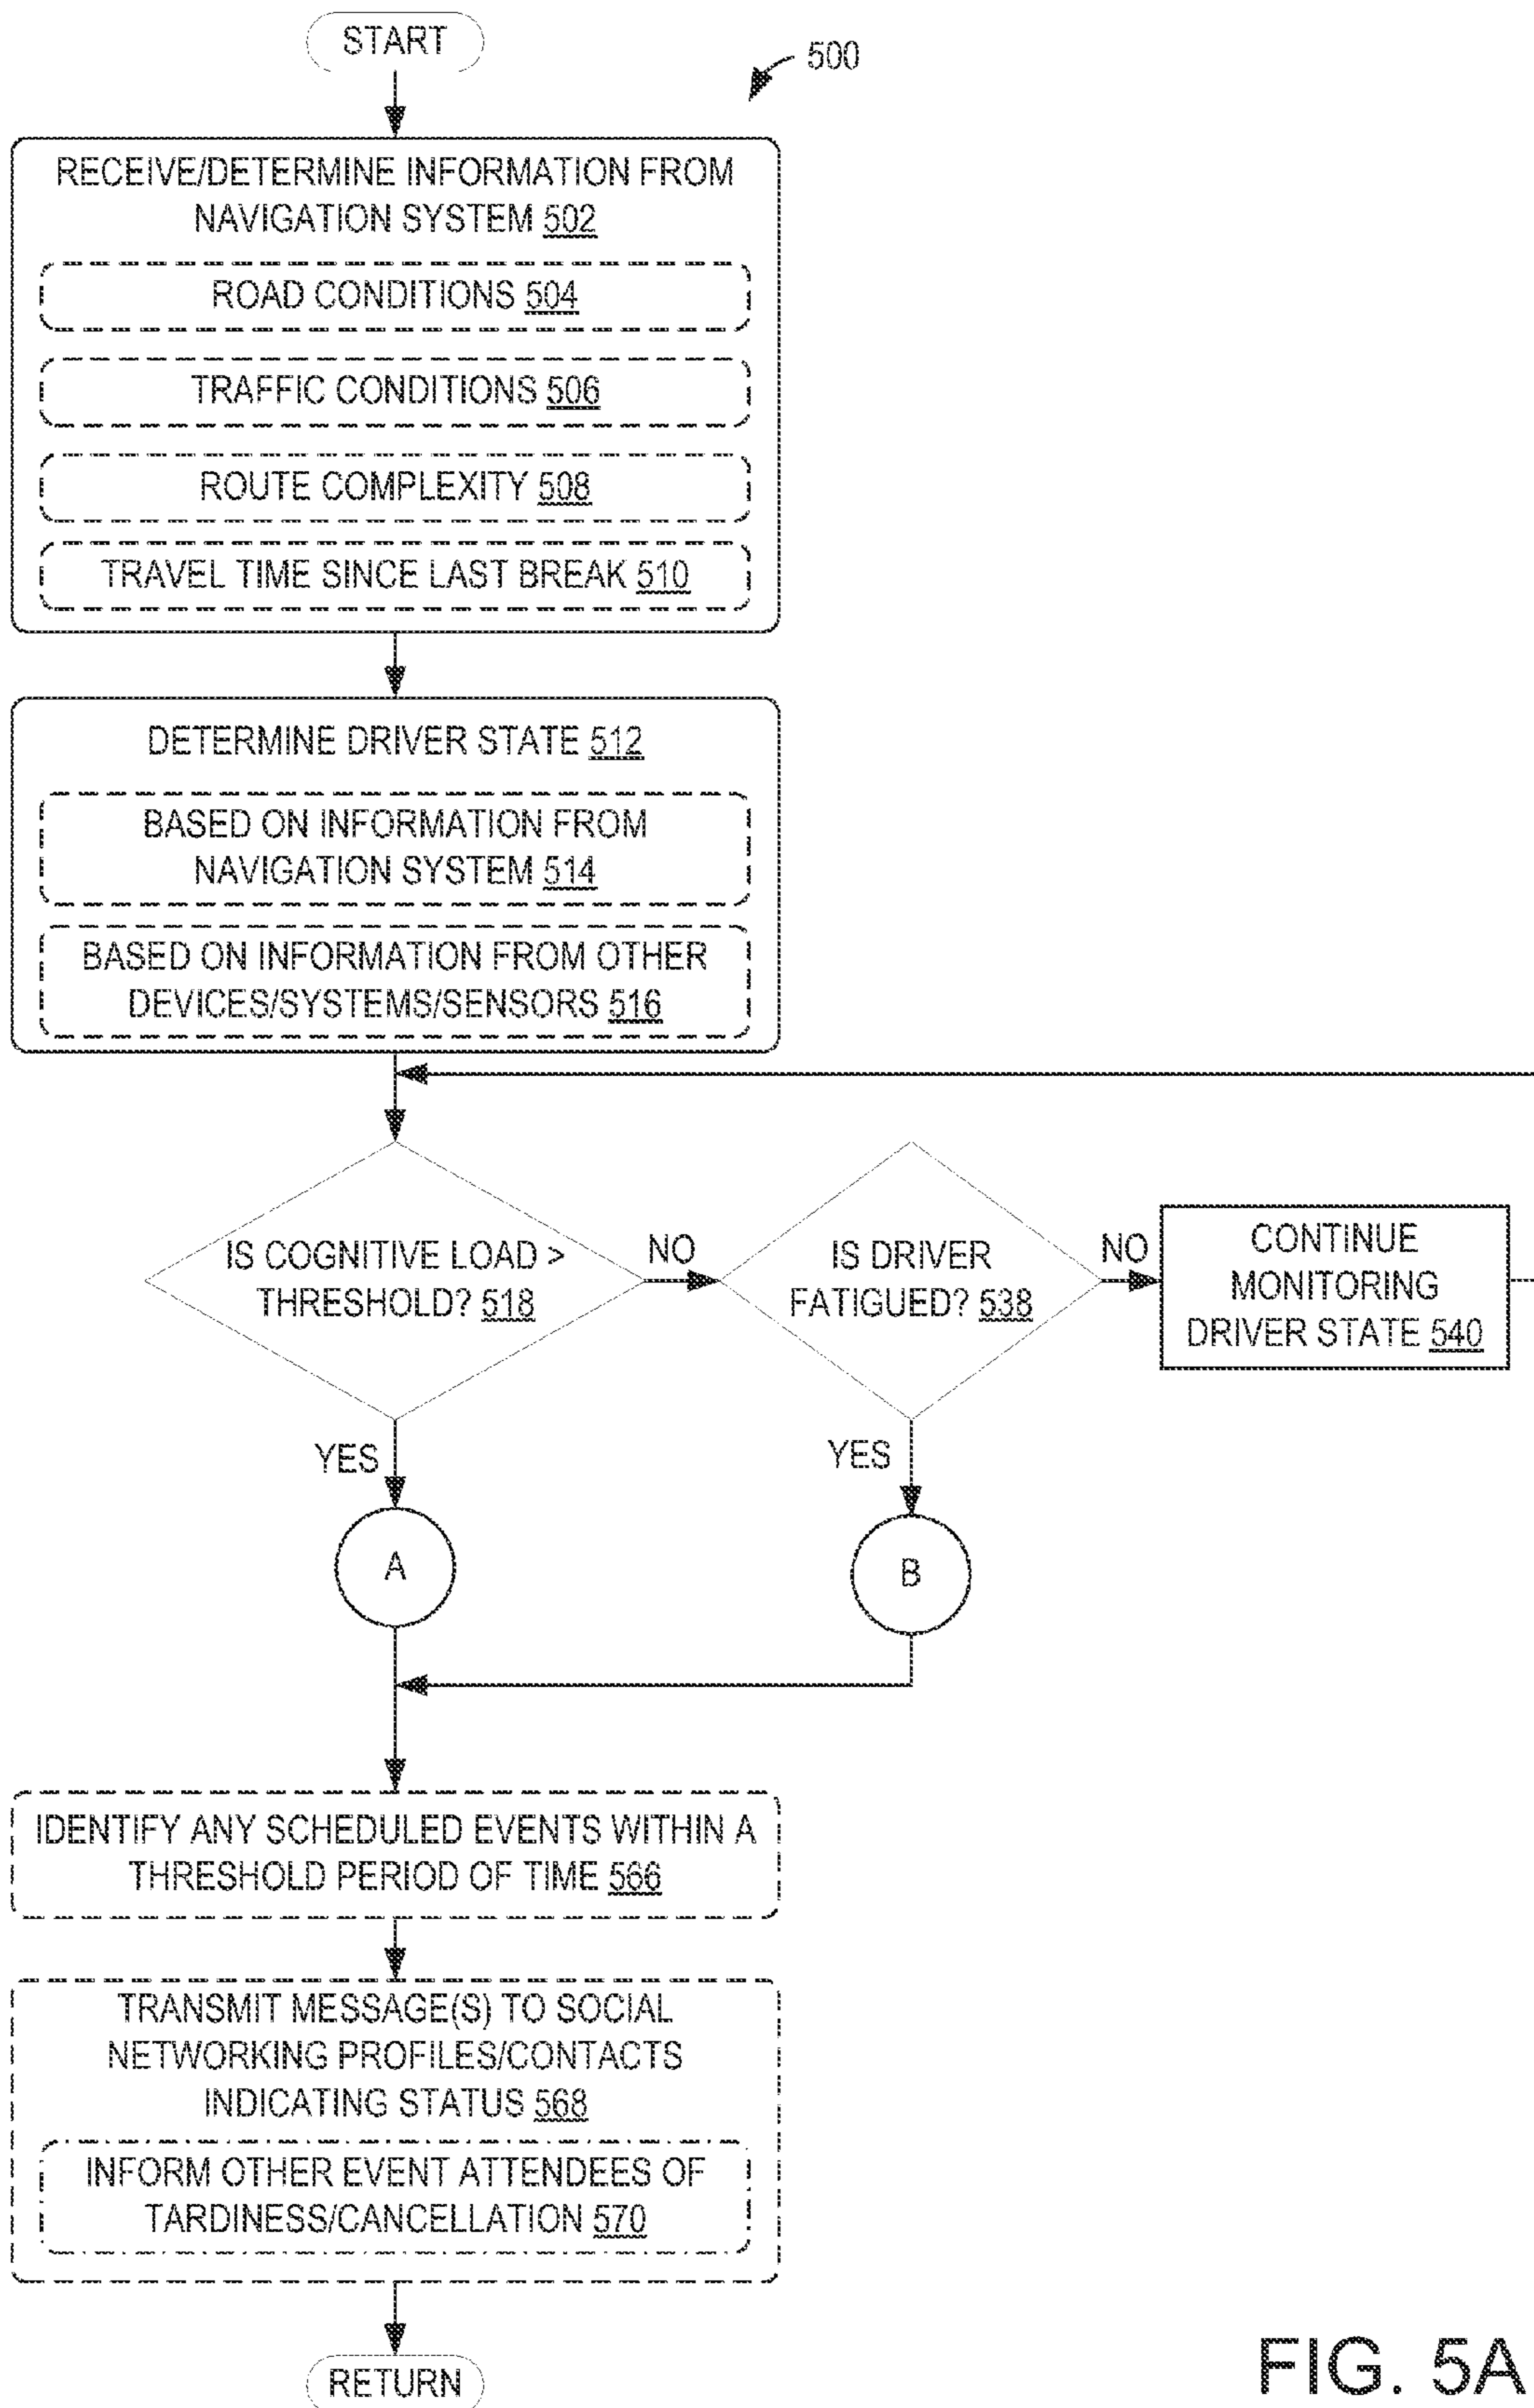 START
500
RECEIVE/DETERMINE INFORMATION FROM
NAVIGATION SYSTEM 502
ROAD CONDITIONS 504
TRAFFIC CONDITIONS 506
ROUTE COMPLEXITY 508
TRAVEL TIME SINCE LAST BREAK 510
DETERMINE DRIVER STATE 512
BASED ON INFORMATION FROM
NAVIGATION SYSTEM 514
BASED ON INFORMATION FROM OTHER
DEVICES/SYSTEMS/SENSORS 516
IS COGNITIVE LOAD >
THRESHOLD? 518
NO
IS DRIVER
FATIGUED? 538
NO
CONTINUE
MONITORING
DRIVER STATE 540
YES
YES
A
B
IDENTIFY ANY SCHEDULED EVENTS WITHIN A
THRESHOLD PERIOD OF TIME 566
TRANSMIT MESSAGE(S) TO SOCIAL
NETWORKING PROFILES/CONTACTS
INDICATING STATUS 568
INFORM OTHER EVENT ATTENDEES OF
TARDINESS/CANCELLATION 570
RETURN
FIG. 5A